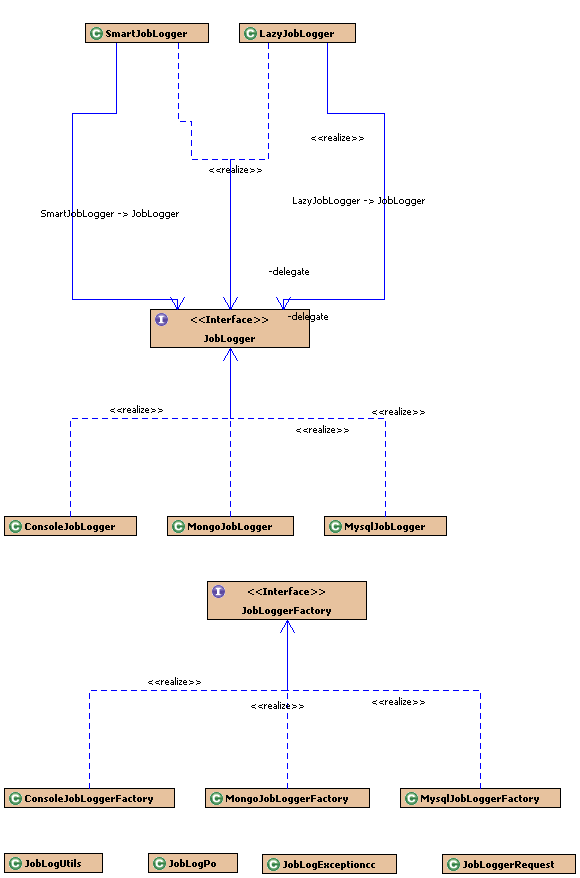 SmartJobLogger
LazyJobLogger
<<realize>>
<<realize>>
LazyJobLogger -> JobLogger
SmartJobLogger -> JobLogger
-delegate
-delegate
<<Interface>>
JobLogger
<<realize>>
<<realize>>
<<realize>>
ConsoleJobLogger
MongoJobLogger
MysqlJobLogger
<<Interface>>
JobLoggerFactory
<<realize>>
<<realize>>
<<realize>>
ConsoleJobLoggerFactory
MongoJobLoggerFactory
MysqlJobLoggerFactory
JobLogUtils
JobLogPo
JobLogExceptioncc
JobLoggerRequest